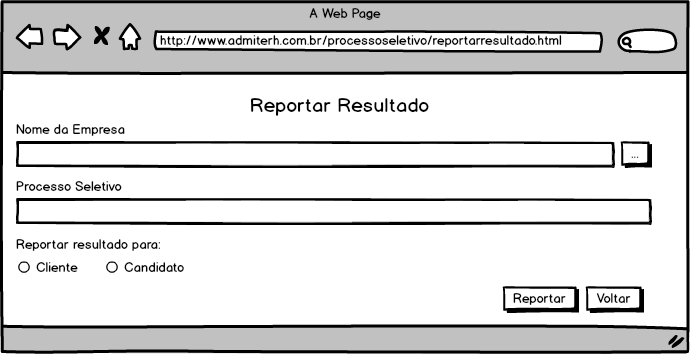 A Web Page
http://www.admiterh.com.br/processoseletivo/reportarresultado.html
Reportar Resultado
Nome da Empresa
...
Processo Seletivo
Reportar resultado para:
Cliente Candidato
Reportar Voltar